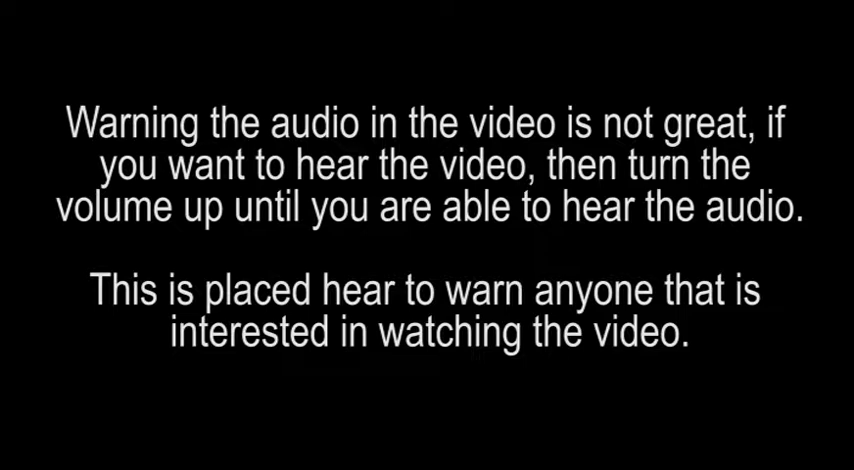 Warning the audio in the video is not great, if
you want to hear the video, then turn the
volume up until you are able to hear the audio.
This is placed hear to warn anyone that is
interested in watching the video.